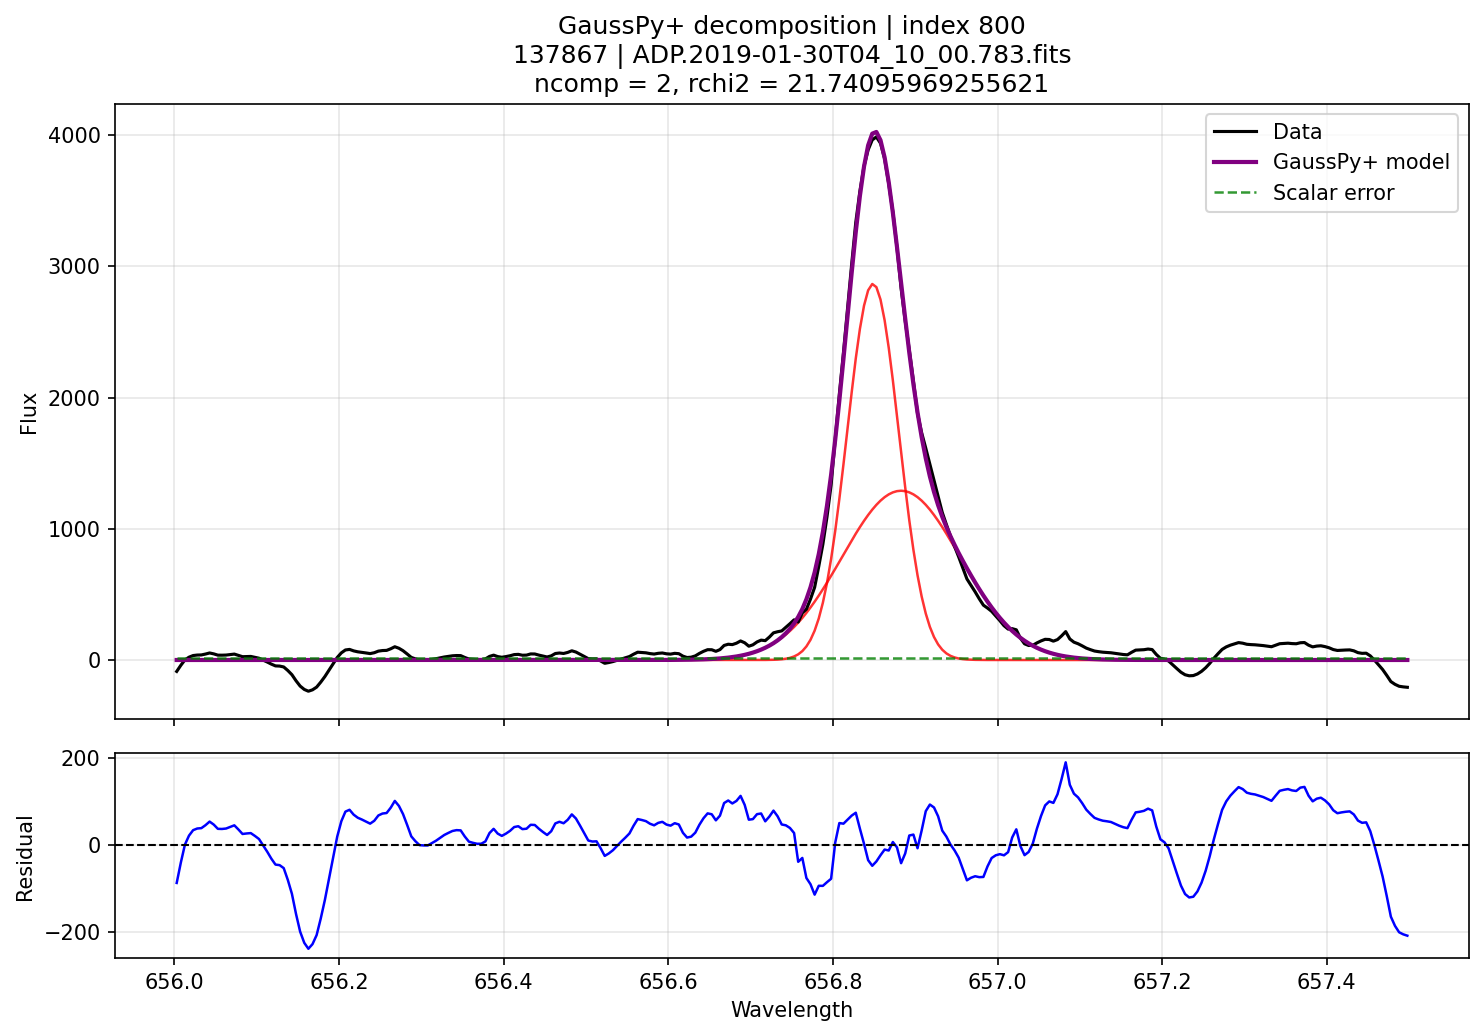 GaussPy+ decomposition | index 800
137867 | ADP.2019-01-30T04_10_00.783.fits
ncomp = 2, rchi2 = 21.74095969255621
Data
GaussPy+ model
Scalar error
Flux
4000
3000
2000
1000
0
Residual
200
0
−200
656.0 656.2 656.4 656.6 656.8 657.0 657.2 657.4
Wavelength